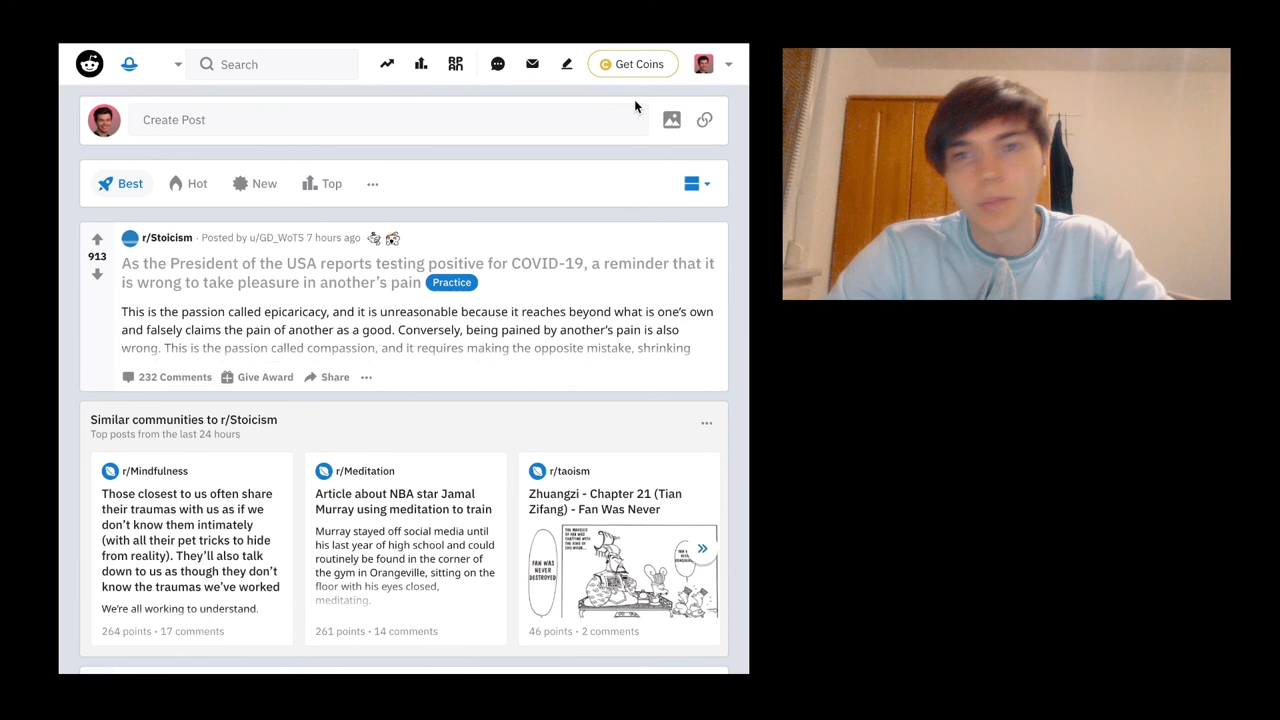 Search
Get Coins
Create Post
Best Hot New Top
r/Stoicism · Posted by u/GD_WoTS 7 hours ago
913
As the President of the USA reports testing positive for COVID-19, a reminder that it
is wrong to take pleasure in another's pain Practice
This is the passion called epicaricacy, and it is unreasonable because it reaches beyond what is one's own
and falsely claims the pain of another as a good. Conversely, being pained by another's pain is also
wrong. This is the passion called compassion, and it requires making the opposite mistake, shrinking
232 Comments Give Award Share
Similar communities to r/Stoicism
Top posts from the last 24 hours
r/Mindfulness
Those closest to us often share
their traumas with us as if we
don't know them intimately
(with all their pet tricks to hide
from reality). They'll also talk
down to us as though they don't
know the traumas we've worked
We're all working to understand.
264 points · 17 comments
r/Meditation
Article about NBA star Jamal
Murray using meditation to train
Murray stayed off social media until
his last year of high school and could
routinely be found in the corner of
the gym in Orangeville, sitting on the
floor with his eyes closed,
meditating.
261 points · 14 comments
r/taoism
Zhuangzi - Chapter 21 (Tian
Zifang) - Fan Was Never
FAN WAS
NEVER
DESTROYED
46 points · 2 comments